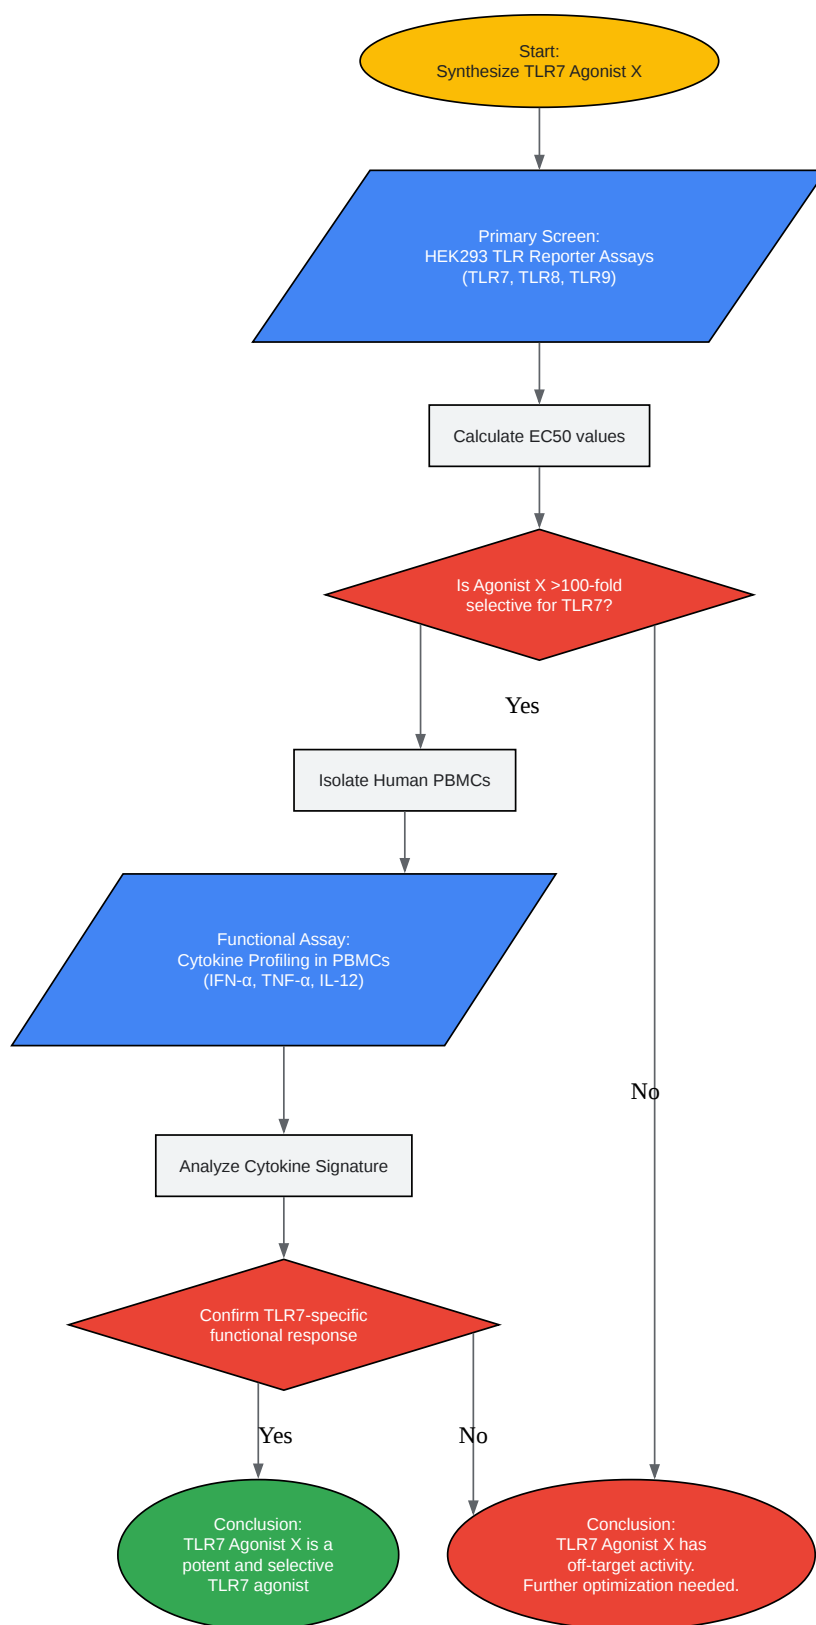 Start:
Synthesize TLR7 Agonist X
Primary Screen:
HEK293 TLR Reporter Assays
(TLR7, TLR8, TLR9)
Calculate EC50 values
Is Agonist X >100-fold
selective for TLR7?
Yes
Isolate Human PBMCs
Functional Assay:
Cytokine Profiling in PBMCs
(IFN-α, TNF-α, IL-12)
No
Analyze Cytokine Signature
Confirm TLR7-specific
functional response
Yes
No
Conclusion:
TLR7 Agonist X is a
potent and selective
TLR7 agonist
Conclusion:
TLR7 Agonist X has
off-target activity.
Further optimization needed.